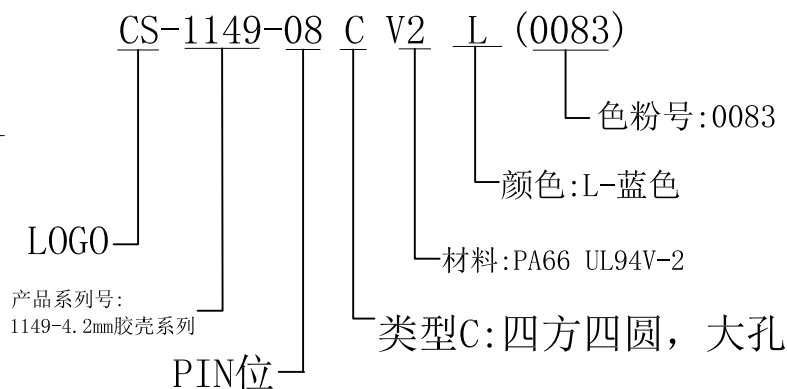 CS-1149-08 C V2 L (0083)
色粉号:0083
颜色:L-蓝色
LOGO
材料:PA66 UL94V-2
产品系列号:
1149-4.2mm胶壳系列
类型C:四方四圆，大孔
PIN位